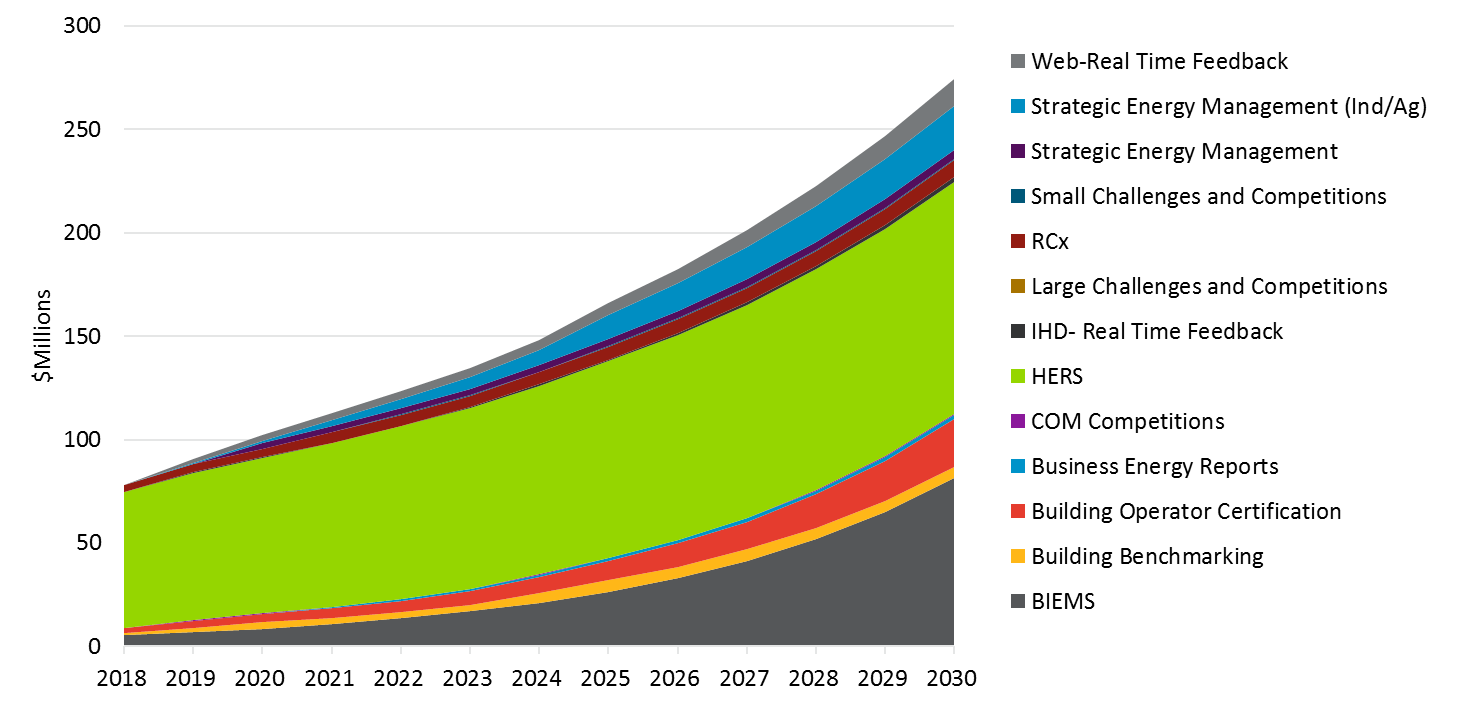 300
250
200
150
100
50
0
$Millions
2018 2019 2020 2021 2022 2023 2024 2025 2026 2027 2028 2029 2030
Web-Real Time Feedback
Strategic Energy Management (Ind/Ag)
Strategic Energy Management
Small Challenges and Competitions
RCx
Large Challenges and Competitions
IHD- Real Time Feedback
HERS
COM Competitions
Business Energy Reports
Building Operator Certification
Building Benchmarking
BIEMS